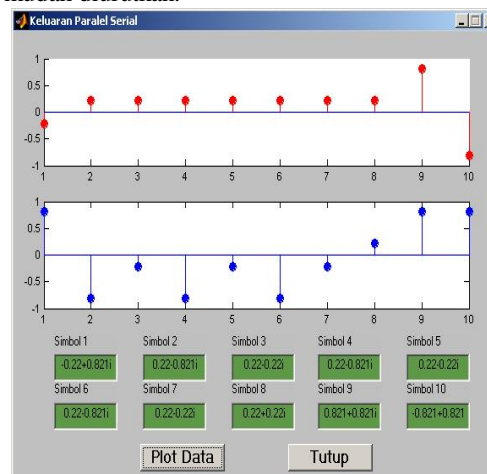 Keluaran Paralel Serial
1
0.5
0
-0.5
-1
1 2 3 4 5 6 7 8 9 10
1
0.5
0
-0.5
-1
1 2 3 4 5 6 7 8 9 10
Simbol 1 Simbol 2 Simbol 3 Simbol 4 Simbol 5
-0.22+0.821i 0.22-0.821i 0.22-0.22i 0.22-0.821i 0.22-0.22i
Simbol 6 Simbol 7 Simbol 8 Simbol 9 Simbol 10
0.22-0.821i 0.22-0.22i 0.22+0.22i 0.821+0.821i -0.821+0.821
Plot Data Tutup